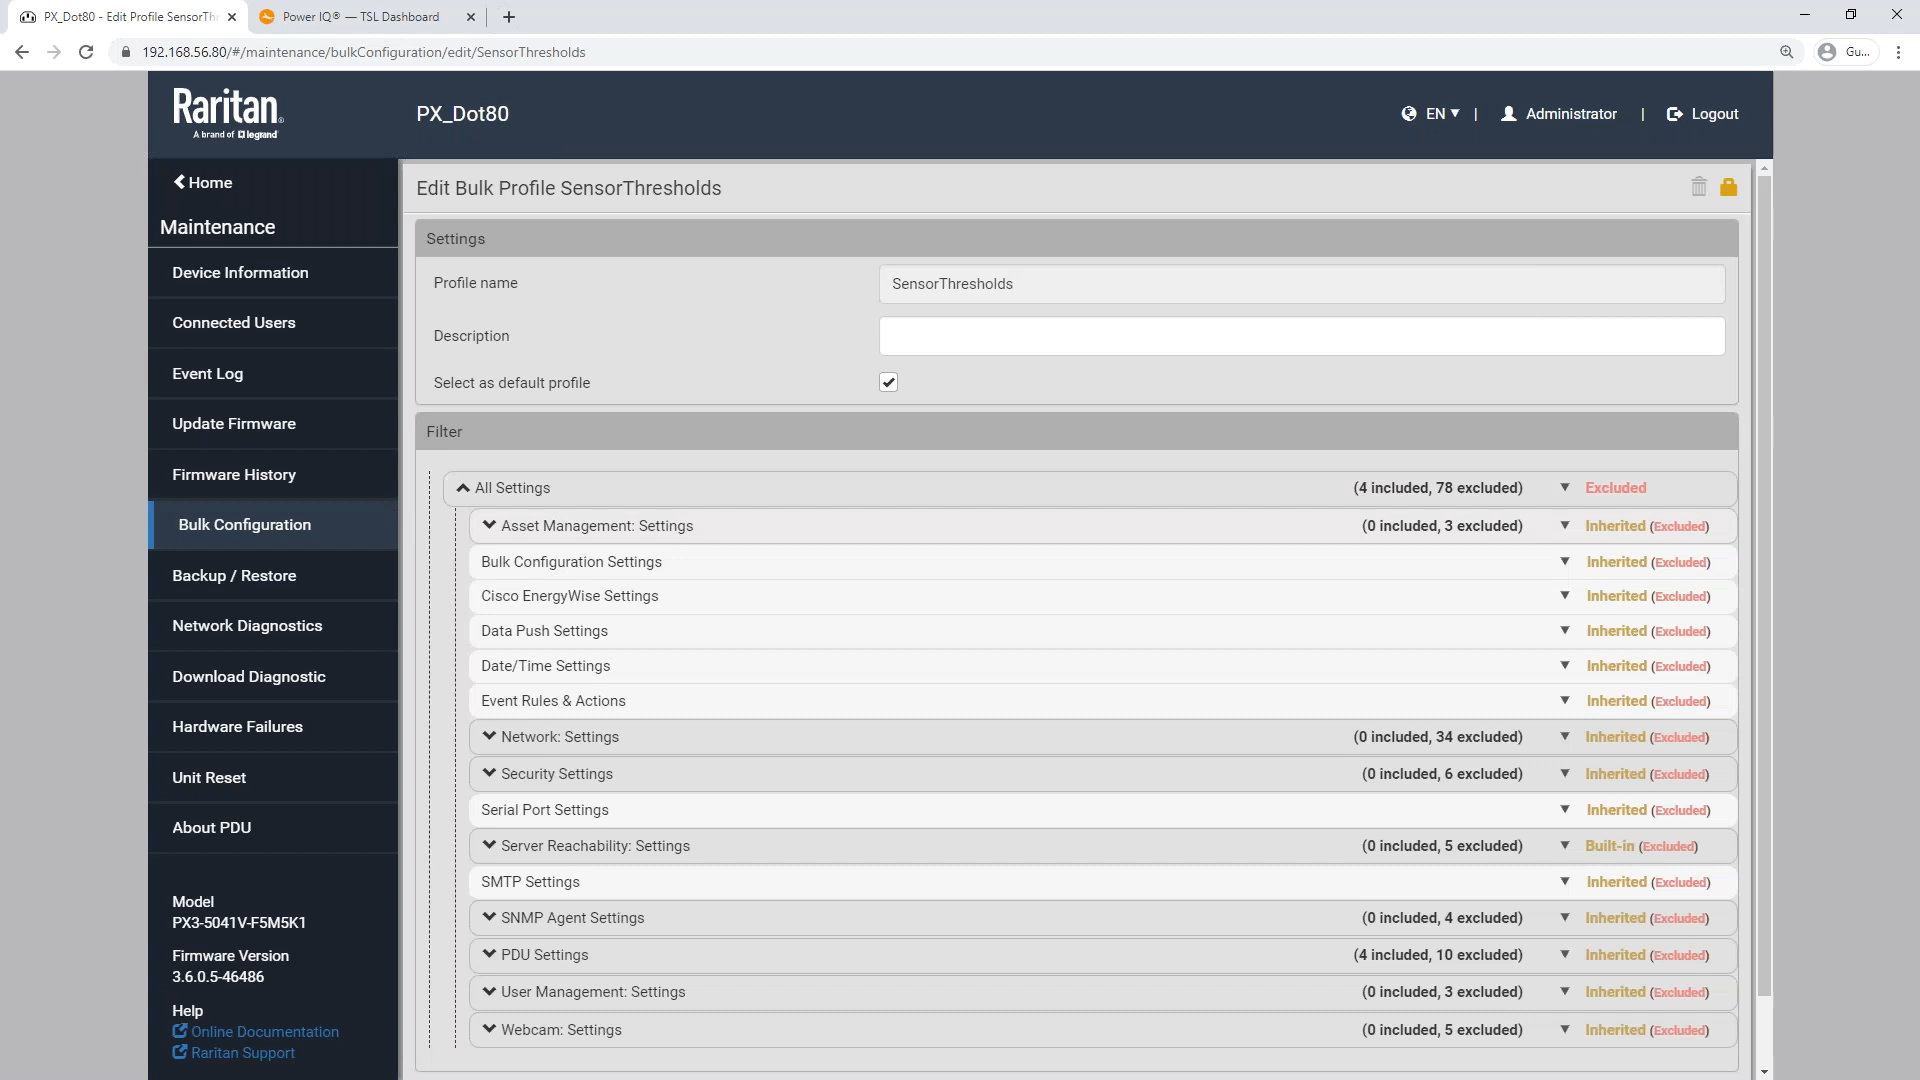 PX_Dot80 - Edit Profile SensorThr
Power IQ® — TSL Dashboard
192.168.56.80/#/maintenance/bulkConfiguration/edit/SensorThresholds
Gu...
Raritan.
A brand of legrand
PX_Dot80
EN ▼ |
Administrator
|
Logout
Home
Maintenance
Device Information
Connected Users
Event Log
Update Firmware
Firmware History
Bulk Configuration
Backup / Restore
Network Diagnostics
Download Diagnostic
Hardware Failures
Unit Reset
About PDU
Model
PX3-5041V-F5M5K1
Firmware Version
3.6.0.5-46486
Help
Online Documentation
Raritan Support
Edit Bulk Profile SensorThresholds
Settings
Profile name SensorThresholds
Description
Select as default profile
Filter
All Settings (4 included, 78 excluded) ▼ Excluded
Asset Management: Settings (0 included, 3 excluded) ▼ Inherited (Excluded)
Bulk Configuration Settings ▼ Inherited (Excluded)
Cisco EnergyWise Settings ▼ Inherited (Excluded)
Data Push Settings ▼ Inherited (Excluded)
Date/Time Settings ▼ Inherited (Excluded)
Event Rules & Actions ▼ Inherited (Excluded)
Network: Settings (0 included, 34 excluded) ▼ Inherited (Excluded)
Security Settings (0 included, 6 excluded) ▼ Inherited (Excluded)
Serial Port Settings ▼ Inherited (Excluded)
Server Reachability: Settings (0 included, 5 excluded) ▼ Built-in (Excluded)
SMTP Settings ▼ Inherited (Excluded)
SNMP Agent Settings (0 included, 4 excluded) ▼ Inherited (Excluded)
PDU Settings (4 included, 10 excluded) ▼ Inherited (Excluded)
User Management: Settings (0 included, 3 excluded) ▼ Inherited (Excluded)
Webcam: Settings (0 included, 5 excluded) ▼ Inherited (Excluded)